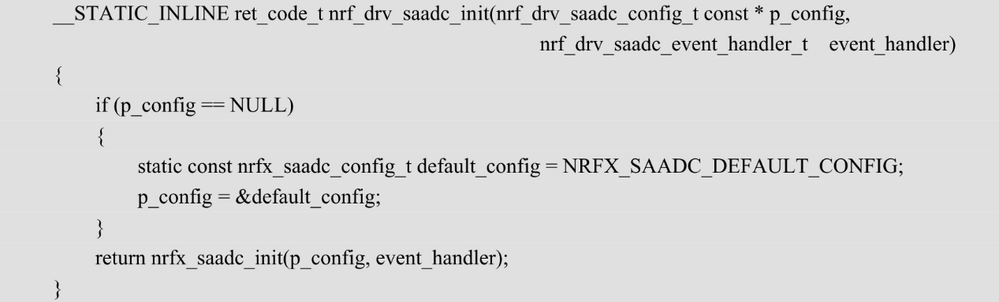 __STATIC_INLINE ret_code_t nrf_drv_saadc_init(nrf_drv_saadc_config_t const * p_config,
nrf_drv_saadc_event_handler_t event_handler)
{
if (p_config == NULL)
{
static const nrfx_saadc_config_t default_config = NRFX_SAADC_DEFAULT_CONFIG;
p_config = &default_config;
}
return nrfx_saadc_init(p_config, event_handler);
}